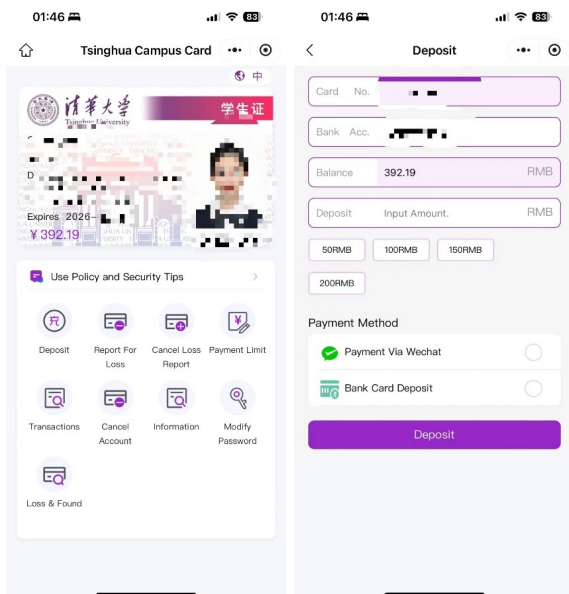 01:46
83
Tsinghua Campus Card
中
清华大学
Tsinghua University
学生证
D
Expires 2026-
¥ 392.19
Use Policy and Security Tips
Deposit
Report For Loss
Cancel Loss Report
Payment Limit
Transactions
Cancel Account
Information
Modify Password
Loss & Found
01:46
83
Deposit
Card No.
Bank Acc.
Balance 392.19 RMB
Deposit Input Amount. RMB
50RMB 100RMB 150RMB
200RMB
Payment Method
Payment Via Wechat
Bank Card Deposit
Deposit